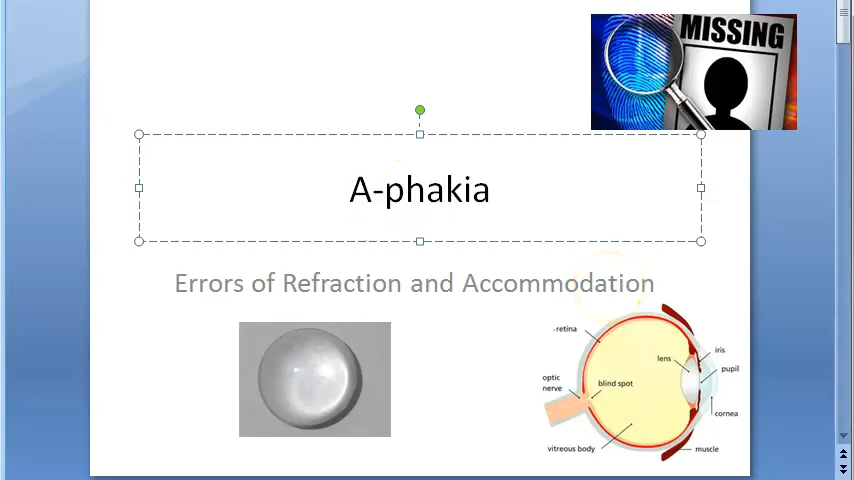 MISSING
A-phakia
Errors of Refraction and Accommodation
retina
iris
lens
pupil
optic
nerve
blind spot
cornea
vitreous body
muscle